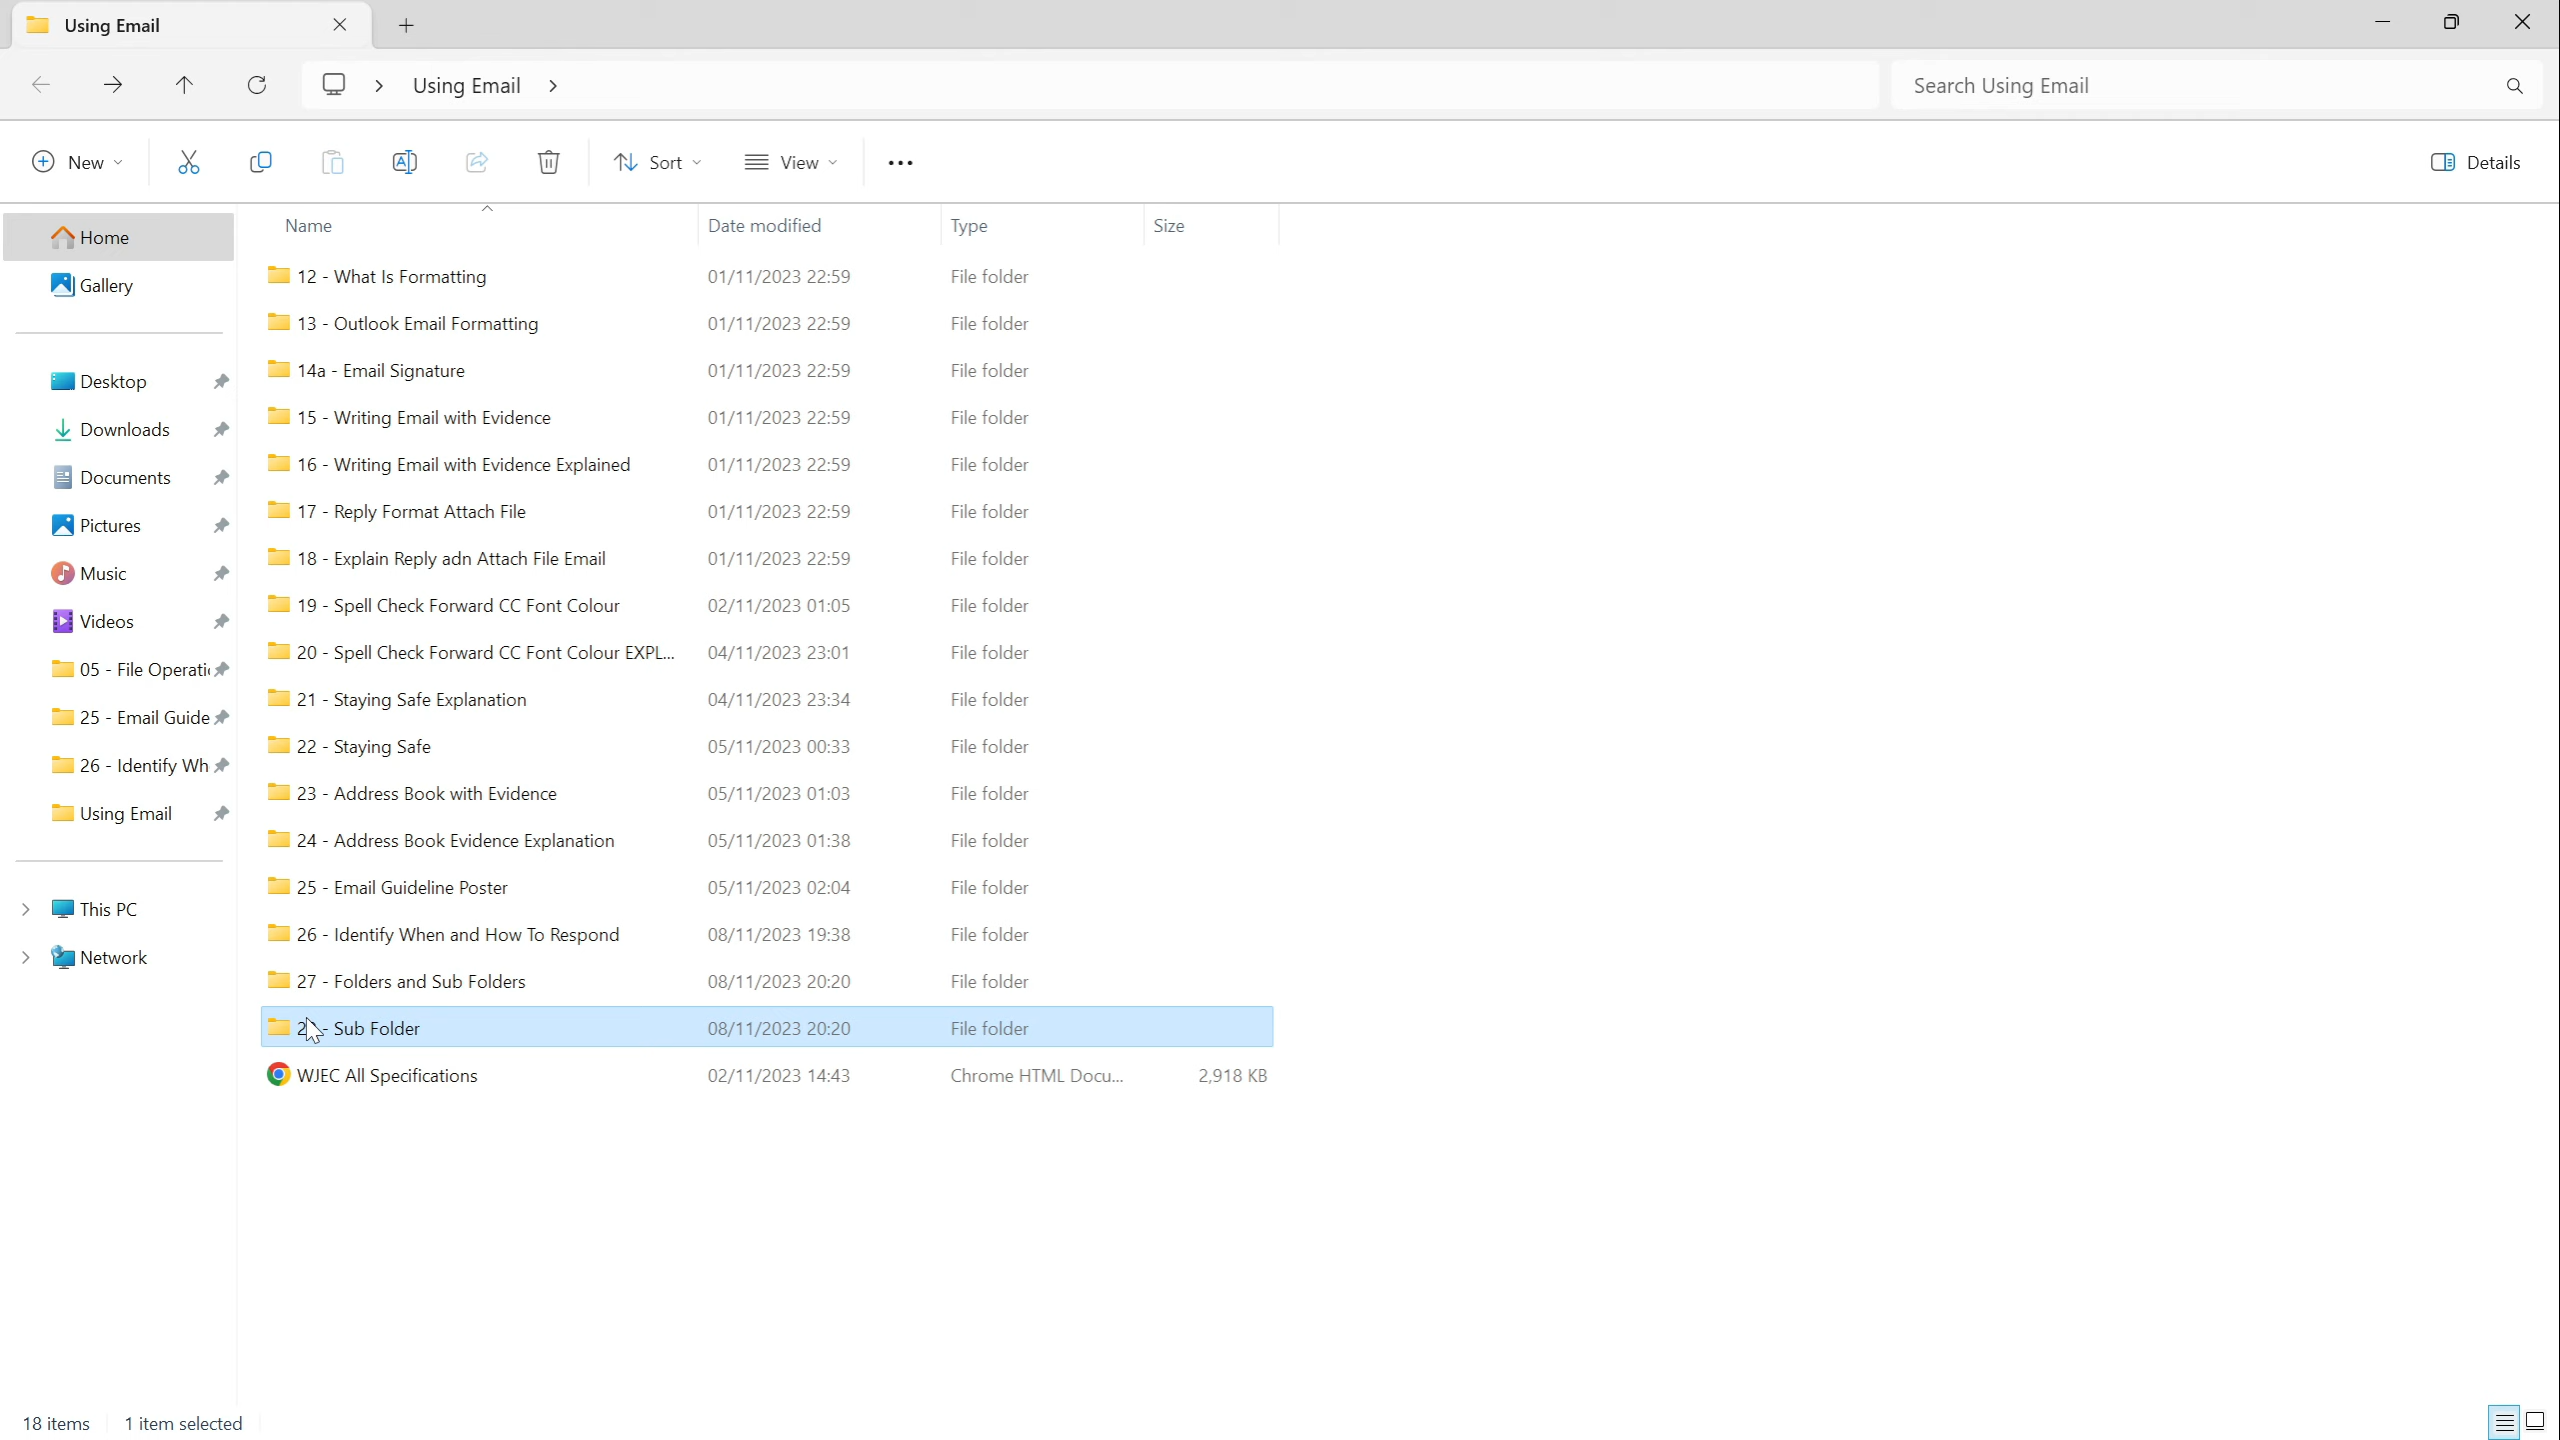 Using Email
Using Email
Search Using Email
New
Sort
View
Details
Name
Date modified
Type
Size
Home
Gallery
Desktop
Downloads
Documents
Pictures
Music
Videos
05 - File Operati
25 - Email Guide
26 - Identify Wh
Using Email
This PC
Network
12 - What Is Formatting 01/11/2023 22:59 File folder
13 - Outlook Email Formatting 01/11/2023 22:59 File folder
14a - Email Signature 01/11/2023 22:59 File folder
15 - Writing Email with Evidence 01/11/2023 22:59 File folder
16 - Writing Email with Evidence Explained 01/11/2023 22:59 File folder
17 - Reply Format Attach File 01/11/2023 22:59 File folder
18 - Explain Reply adn Attach File Email 01/11/2023 22:59 File folder
19 - Spell Check Forward CC Font Colour 02/11/2023 01:05 File folder
20 - Spell Check Forward CC Font Colour EXPL... 04/11/2023 23:01 File folder
21 - Staying Safe Explanation 04/11/2023 23:34 File folder
22 - Staying Safe 05/11/2023 00:33 File folder
23 - Address Book with Evidence 05/11/2023 01:03 File folder
24 - Address Book Evidence Explanation 05/11/2023 01:38 File folder
25 - Email Guideline Poster 05/11/2023 02:04 File folder
26 - Identify When and How To Respond 08/11/2023 19:38 File folder
27 - Folders and Sub Folders 08/11/2023 20:20 File folder
- Sub Folder 08/11/2023 20:20 File folder
WJEC All Specifications 02/11/2023 14:43 Chrome HTML Docu... 2,918 KB
18 items 1 item selected